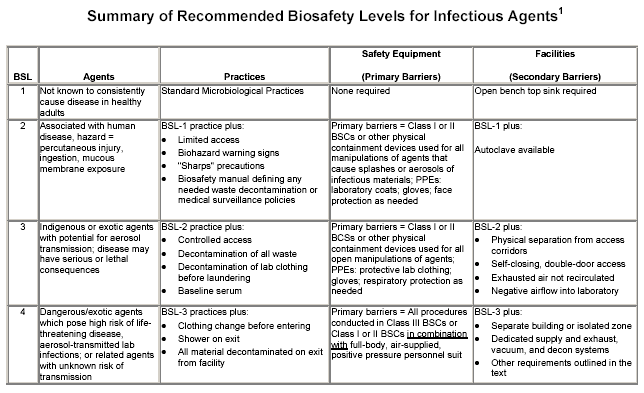 Summary of Recommended Biosafety Levels for Infectious Agents1
BSL
Agents
Practices
Safety Equipment
(Primary Barriers)
Facilities
(Secondary Barriers)
1
Not known to consistently
cause disease in healthy
adults
Standard Microbiological Practices
None required
Open bench top sink required
2
Associated with human
disease, hazard =
percutaneous injury,
ingestion, mucous
membrane exposure
BSL-1 practice plus:
• Limited access
• Biohazard warning signs
• "Sharps" precautions
• Biosafety manual defining any
needed waste decontamination or
medical surveillance policies
Primary barriers = Class I or II
BSCs or other physical
containment devices used for all
manipulations of agents that
cause splashes or aerosols of
infectious materials; PPEs:
laboratory coats; gloves; face
protection as needed
BSL-1 plus:
Autoclave available
3
Indigenous or exotic agents
with potential for aerosol
transmission; disease may
have serious or lethal
consequences
BSL-2 practice plus:
• Controlled access
• Decontamination of all waste
• Decontamination of lab clothing
before laundering
• Baseline serum
Primary barriers = Class I or II
BCSs or other physical
containment devices used for all
open manipulations of agents;
PPEs: protective lab clothing;
gloves; respiratory protection as
needed
BSL-2 plus:
• Physical separation from access
corridors
• Self-closing, double-door access
• Exhausted air not recirculated
• Negative airflow into laboratory
4
Dangerous/exotic agents
which pose high risk of life-
threatening disease,
aerosol-transmitted lab
infections; or related agents
with unknown risk of
transmission
BSL-3 practices plus:
• Clothing change before entering
• Shower on exit
• All material decontaminated on exit
from facility
Primary barriers = All procedures
conducted in Class III BSCs or
Class I or II BSCs in combination
with full-body, air-supplied,
positive pressure personnel suit
BSL-3 plus:
• Separate building or isolated zone
• Dedicated supply and exhaust,
vacuum, and decon systems
• Other requirements outlined in the
text